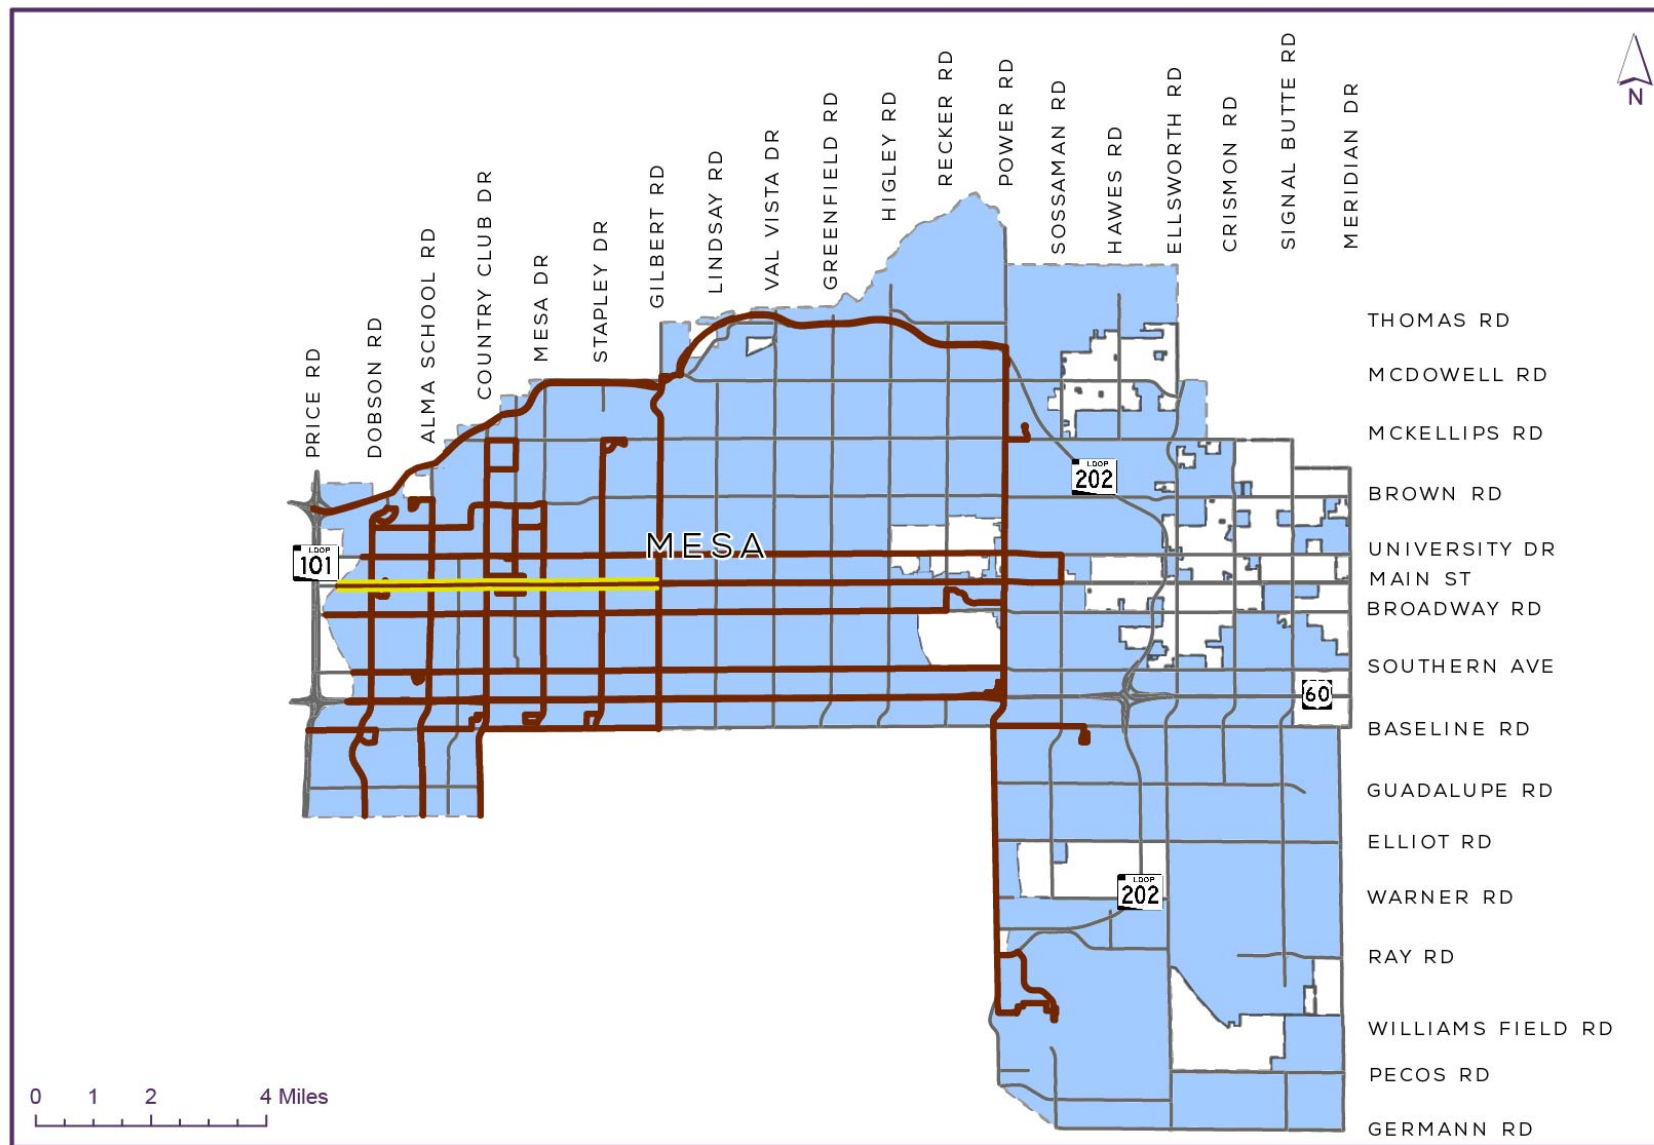 PRICE RD
DOBSON RD
ALMA SCHOOL RD
COUNTRY CLUB DR
MESA DR
STAPLEY DR
GILBERT RD
LINDSAY RD
VAL VISTA DR
GREENFIELD RD
HIGLEY RD
RECKER RD
POWER RD
SOSSAMAN RD
HAWES RD
ELLSWORTH RD
CRISMON RD
SIGNAL BUTTE RD
MERIDIAN DR
N
THOMAS RD
MCDOWELL RD
MCKELLIPS RD
BROWN RD
UNIVERSITY DR
MAIN ST
BROADWAY RD
SOUTHERN AVE
BASELINE RD
GUADALUPE RD
ELLIOT RD
WARNER RD
RAY RD
WILLIAMS FIELD RD
PECOS RD
GERMANN RD
LOOP
202
MESA
LOOP
101
60
LOOP
202
0 1 2 4 Miles